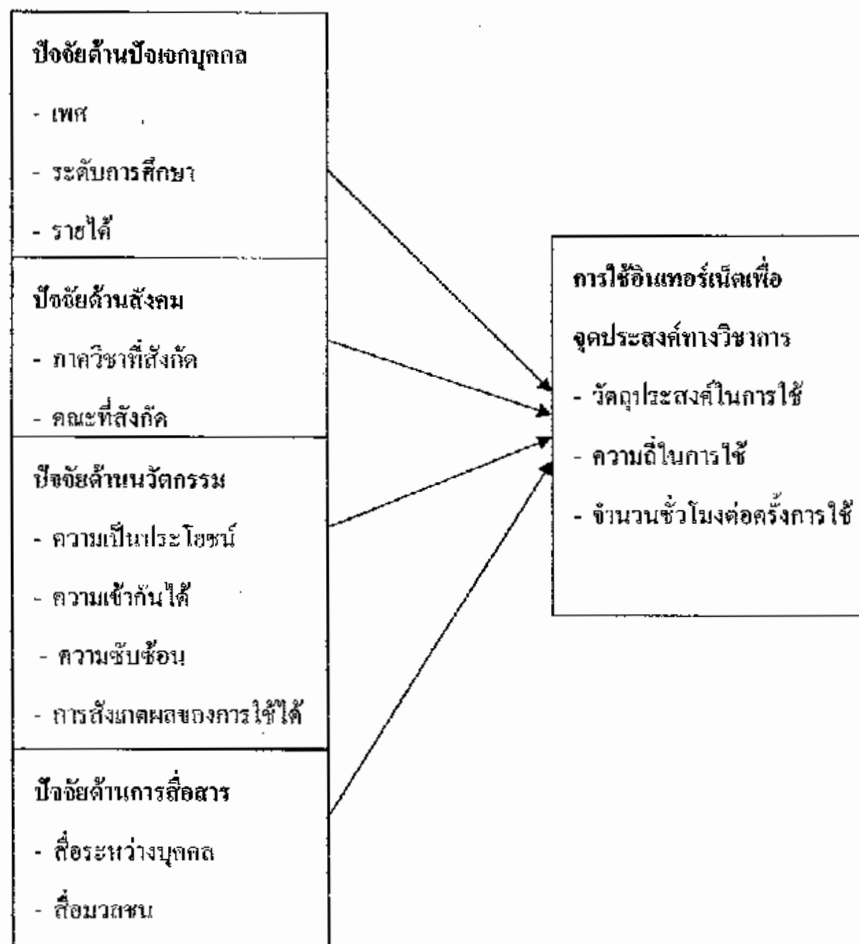 ปัจจัยด้านปัจเจกบุคคล
- เพศ
- ระดับการศึกษา
- รายได้
ปัจจัยด้านสังคม
- ภาควิชาที่สังกัด
- คณะที่สังกัด
ปัจจัยด้านนวัตกรรม
- ความเป็นประโยชน์
- ความเข้ากันได้
- ความซับซ้อน
- การสังเกตผลของการใช้ได้
ปัจจัยด้านการสื่อสาร
- สื่อระหว่างบุคคล
- สื่อมวลชน
การใช้อินเทอร์เน็ตเพื่อ
จุดประสงค์ทางวิชาการ
- วัตถุประสงค์ในการใช้
- ความถี่ในการใช้
- จำนวนชั่วโมงต่อครั้งการใช้